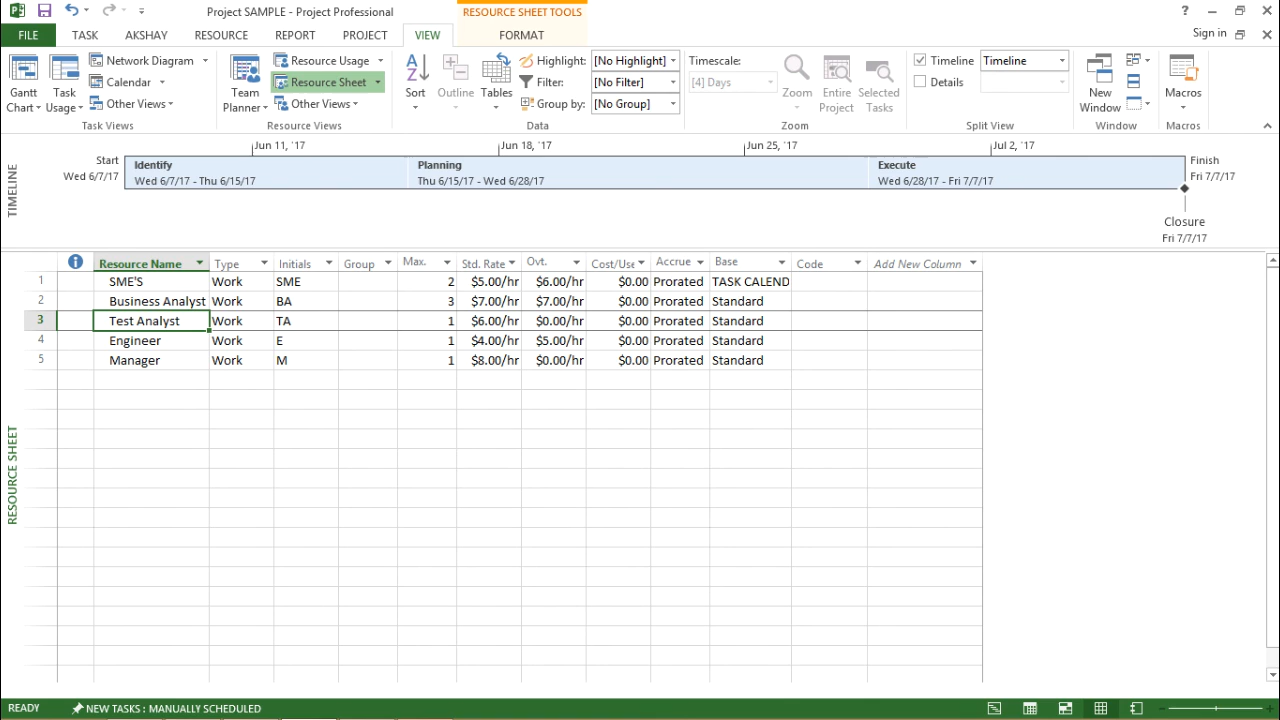 Project SAMPLE - Project Professional
RESOURCE SHEET TOOLS
?
FILE TASK AKSHAY RESOURCE REPORT PROJECT VIEW FORMAT
Sign in
Gantt Chart
Task Usage
Network Diagram
Calendar
Other Views
Task Views
Team Planner
Resource Usage
Resource Sheet
Other Views
Resource Views
Sort
Outline
Tables
Highlight: [No Highlight]
Filter: [No Filter]
Group by: [No Group]
Data
Timescale:
[4] Days
Zoom
Entire Project
Selected Tasks
Zoom
Timeline Timeline
Details
Split View
New Window
Window
Macros
Macros
TIMELINE
Jun 11, '17 Jun 18, '17 Jun 25, '17 Jul 2, '17
Start
Wed 6/7/17
Identify
Wed 6/7/17 - Thu 6/15/17
Planning
Thu 6/15/17 - Wed 6/28/17
Execute
Wed 6/28/17 - Fri 7/7/17
Finish
Fri 7/7/17
Closure
Fri 7/7/17
RESOURCE SHEET
Resource Name Type Initials Group Max. Std. Rate Ovt. Cost/Use Accrue Base Code Add New Column
1 SME'S Work SME 2 $5.00/hr $6.00/hr $0.00 Prorated TASK CALEND
2 Business Analyst Work BA 3 $7.00/hr $7.00/hr $0.00 Prorated Standard
3 Test Analyst Work TA 1 $6.00/hr $0.00/hr $0.00 Prorated Standard
4 Engineer Work E 1 $4.00/hr $5.00/hr $0.00 Prorated Standard
5 Manager Work M 1 $8.00/hr $0.00/hr $0.00 Prorated Standard
READY NEW TASKS : MANUALLY SCHEDULED